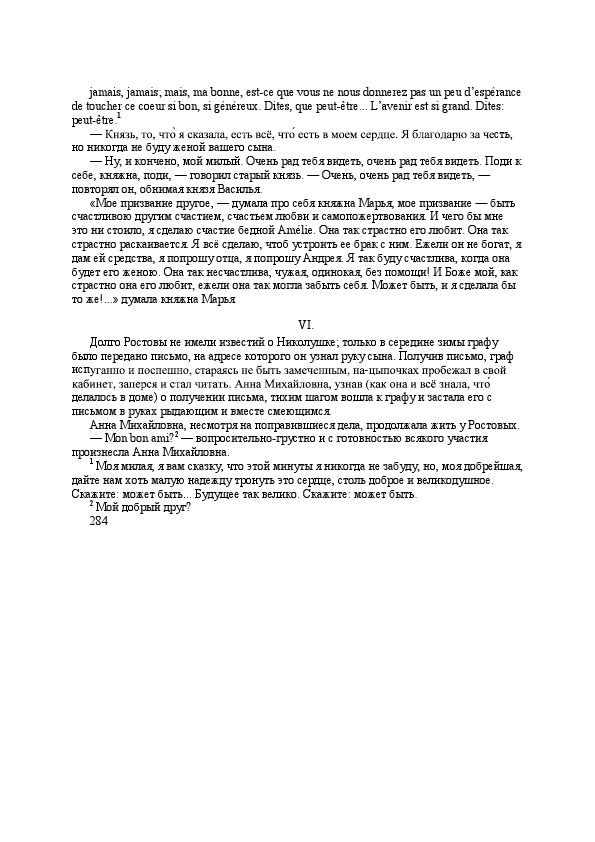 jamais, jamais; mais, ma bonne, est-ce que vous ne nous donnerez pas un peu d’espérance
de toucher ce coeur si bon, si généreux. Dites, que peut-être... L’avenir est si grand. Dites:
peut-être.1
— Князь, то, что̀ я сказала, есть всё, что́ есть в моем сердце. Я благодарю за честь,
но никогда не буду женой вашего сына.
— Ну, и кончено, мой милый. Очень рад тебя видеть, очень рад тебя видеть. Поди к
себе, княжна, поди, — говорил старый князь. — Очень, очень рад тебя видеть, —
повторял он, обнимая князя Василья.
«Мое призвание другое, — думала про себя княжна Марья, мое призвание — быть
счастливою другим счастием, счастьем любви и самопожертвования. И чего бы мне
это ни стоило, я сделаю счастие бедной Amélie. Она так страстно его любит. Она так
страстно раскаивается. Я всё сделаю, чтоб устроить ее брак с ним. Ежели он не богат, я
дам ей средства, я попрошу отца, я попрошу Андрея. Я так буду счастлива, когда она
будет его женою. Она так несчастлива, чужая, одинокая, без помощи! И Боже мой, как
страстно она его любит, ежели она так могла забыть себя. Может быть, и я сделала бы
то же!...» думала княжна Марья
VI.
Долго Ростовы не имели известий о Николушке; только в середине зимы графу
было передано письмо, на адресе которого он узнал руку сына. Получив письмо, граф
испуганно и поспешно, стараясь не быть замеченным, на-цыпочках пробежал в свой
кабинет, заперся и стал читать. Анна Михайловна, узнав (как она и всё знала, что́
делалось в доме) о получении письма, тихим шагом вошла к графу и застала его с
письмом в руках рыдающим и вместе смеющимся.
Анна Михайловна, несмотря на поправившиеся дела, продолжала жить у Ростовых.
— Mon bon ami?2 — вопросительно-грустно и с готовностью всякого участия
произнесла Анна Михайловна.
1 Моя милая, я вам сказку, что этой минуты я никогда не забуду, но, моя добрейшая,
дайте нам хоть малую надежду тронуть это сердце, столь доброе и великодушное.
Скажите: может быть... Будущее так велико. Скажите: может быть.
2 Мой добрый друг?
284